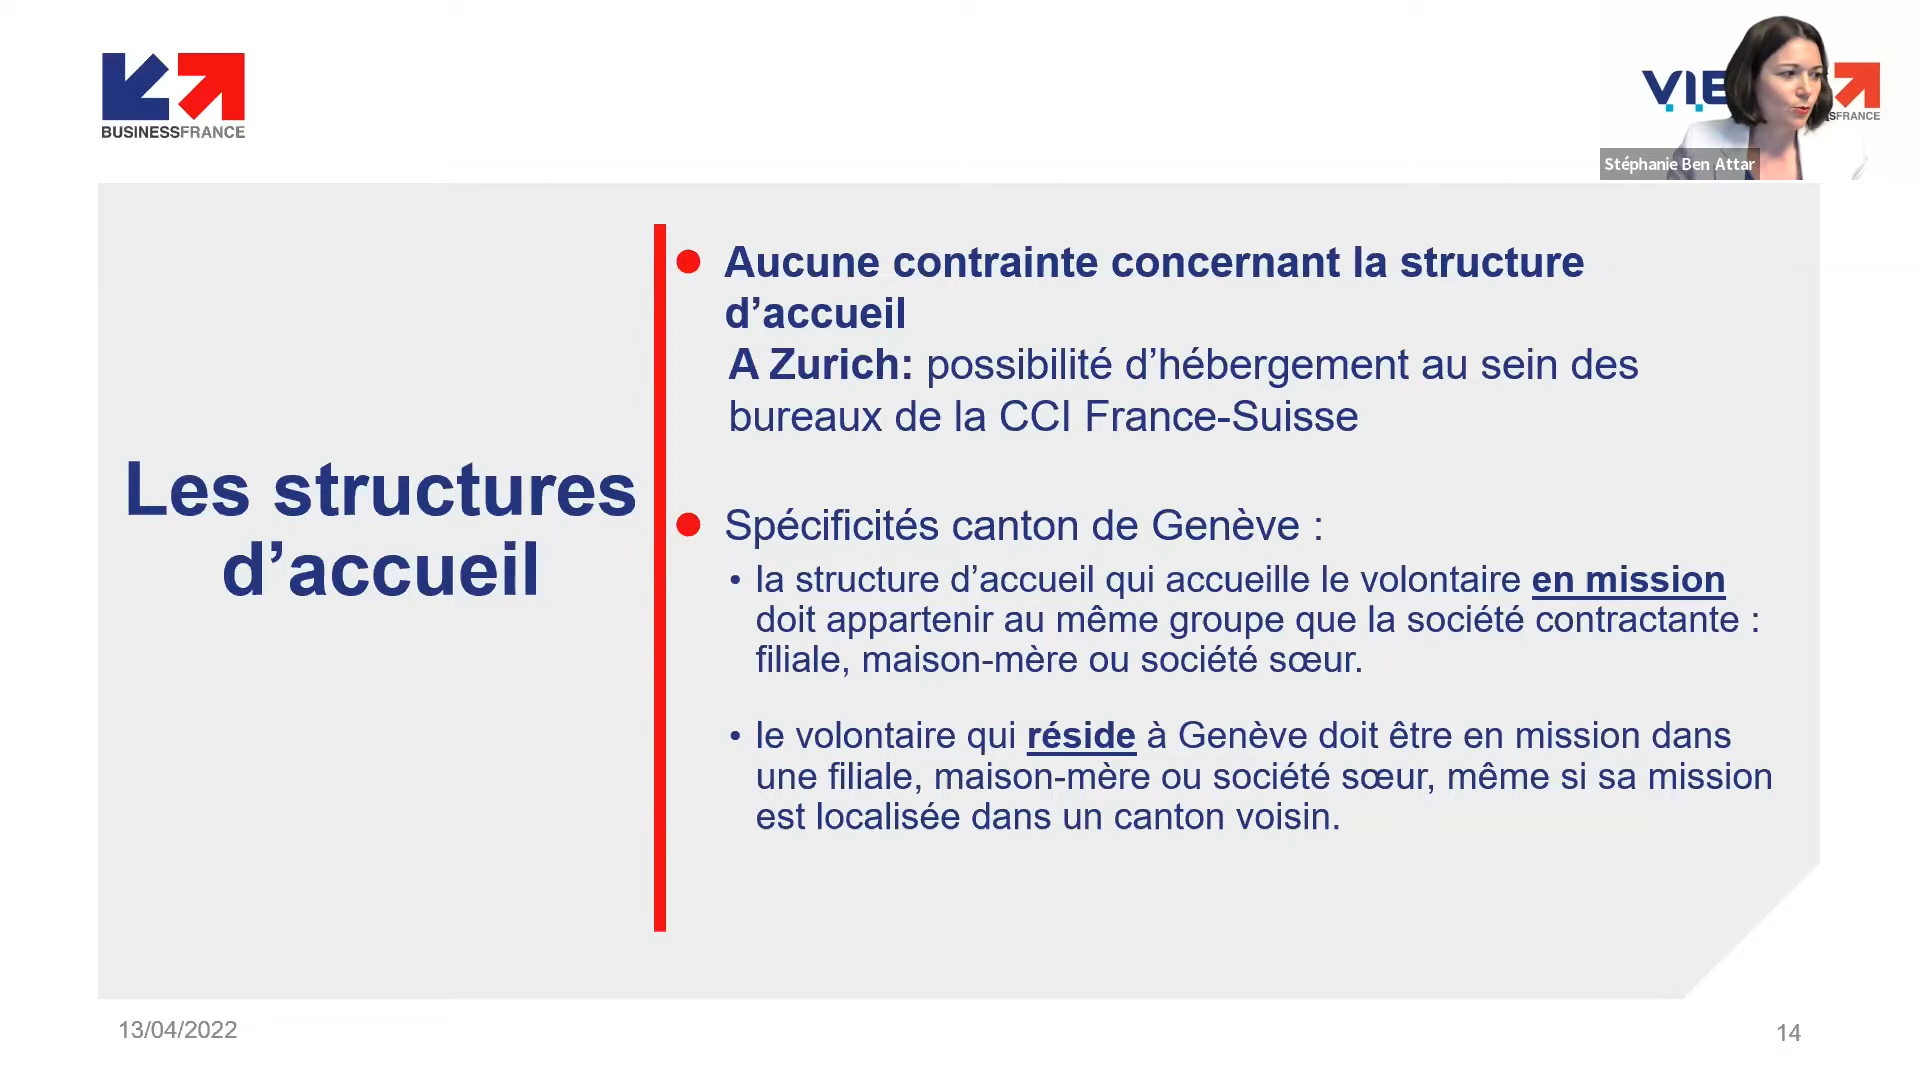 BUSINESSFRANCE
VIE
SFRANCE
Stéphanie Ben Attar
Les structures
d’accueil
Aucune contrainte concernant la structure
d’accueil
A Zurich: possibilité d’hébergement au sein des
bureaux de la CCI France-Suisse
Spécificités canton de Genève :
• la structure d’accueil qui accueille le volontaire en mission
doit appartenir au même groupe que la société contractante :
filiale, maison-mère ou société sœur.
• le volontaire qui réside à Genève doit être en mission dans
une filiale, maison-mère ou société sœur, même si sa mission
est localisée dans un canton voisin.
13/04/2022
14